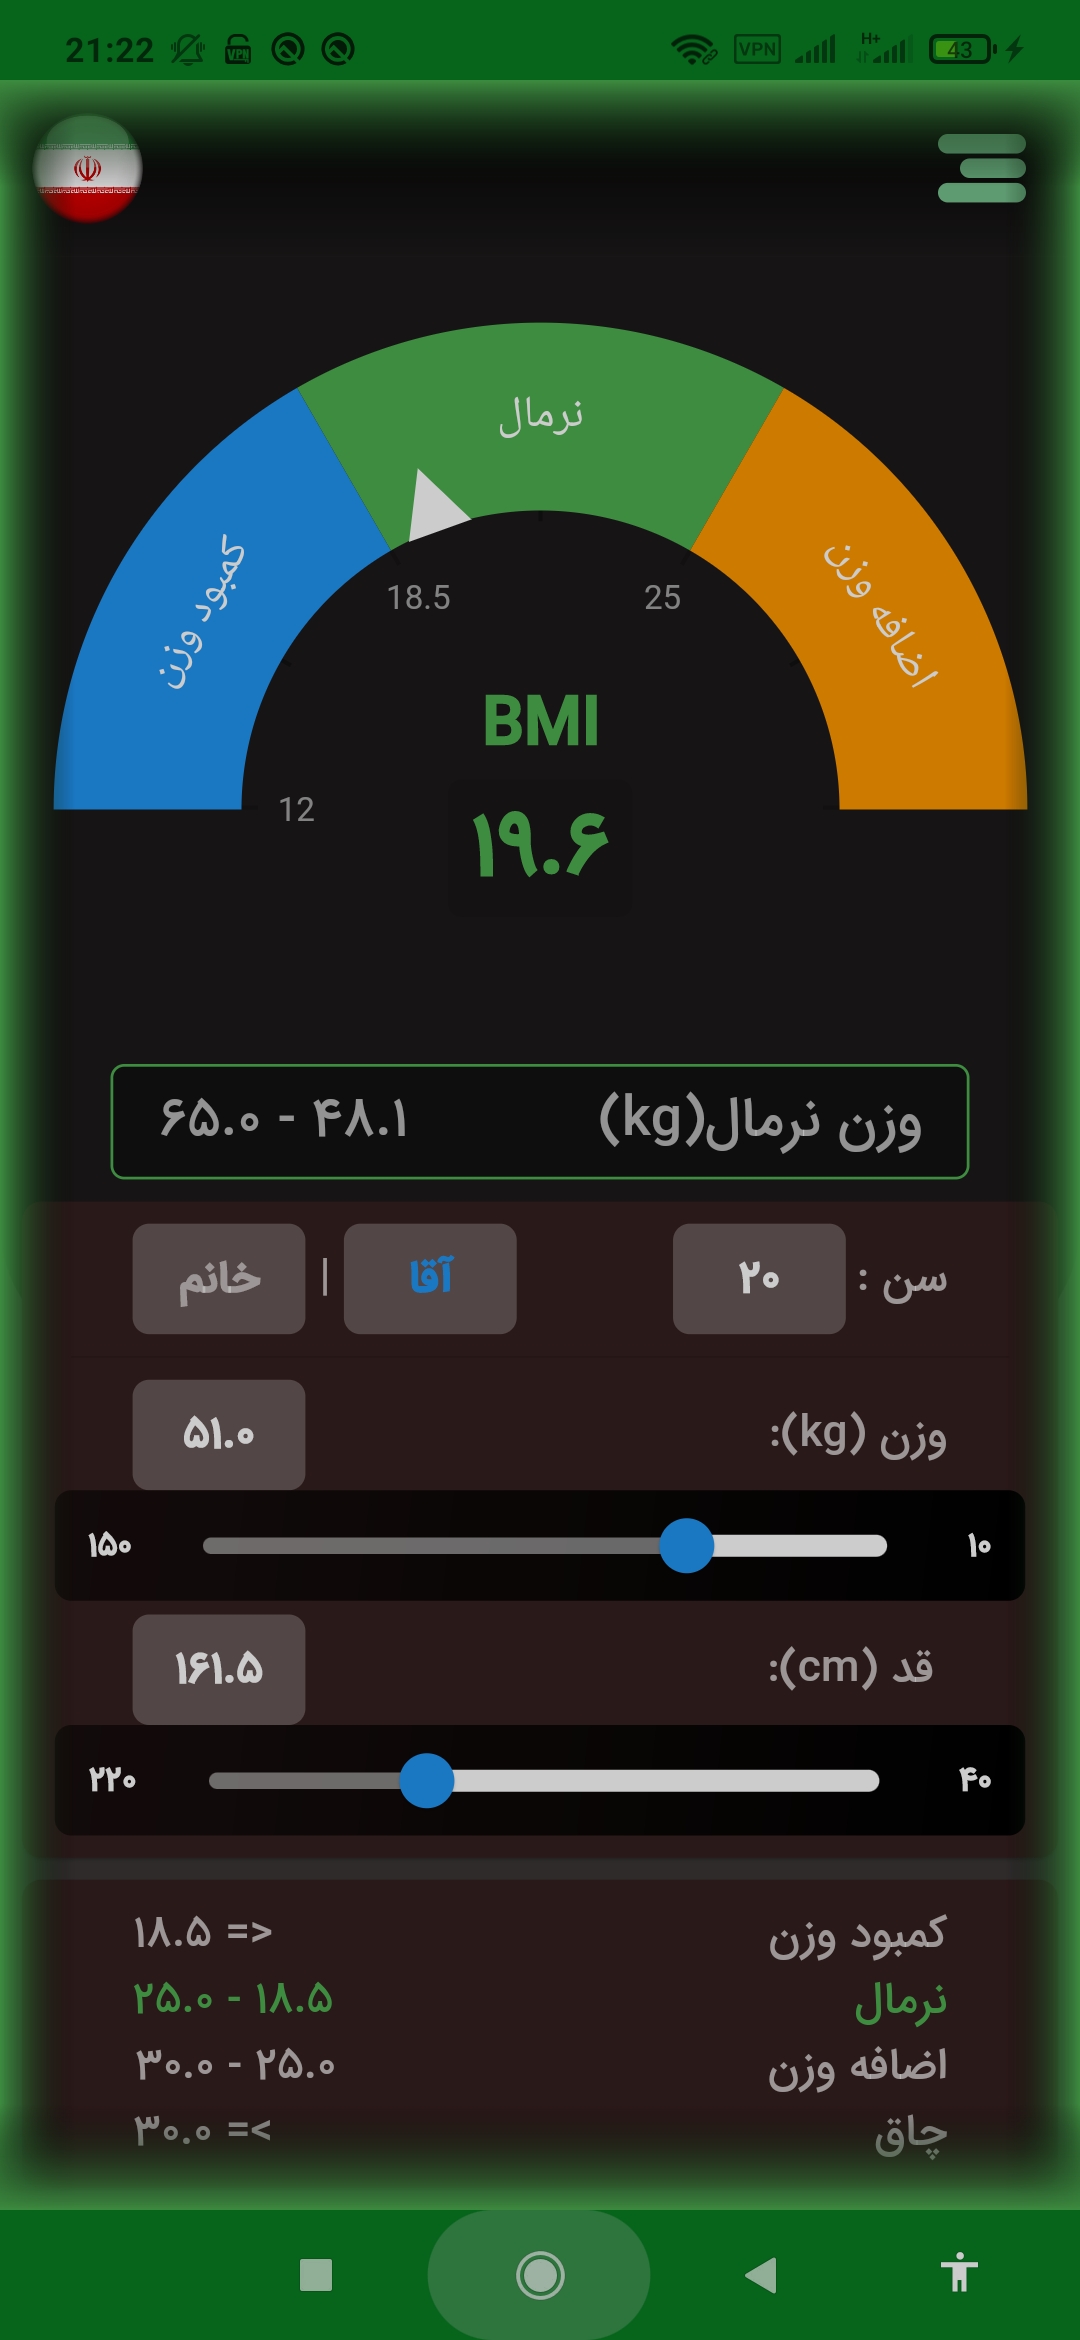 21:22 VPN VPN H+ 43
نرمال
کمبود وزن
اضافه وزن
18.5 25
BMI
12
۱۹.۶
وزن نرمال(kg) ۴۸.۱ - ۶۵.۰
سن : ۲۰ آقا | خانم
وزن (kg): ۵۱.۰
۱۰ ۱۵۰
قد (cm): ۱۶۱.۵
۴۰ ۲۲۰
کمبود وزن ۱۸.۵ =>
نرمال ۱۸.۵ - ۲۵.۰
اضافه وزن ۲۵.۰ - ۳۰.۰
چاق ۳۰.۰ =<